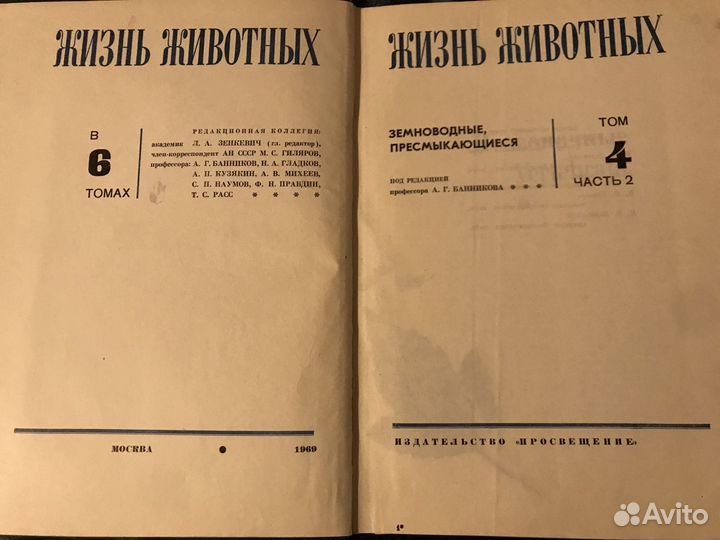 ЖИЗНЬ ЖИВОТНЫХ
В
6
ТОМАХ
РЕДАКЦИОННАЯ КОЛЛЕГИЯ:
академик Л. А. ЗЕНКЕВИЧ (гл. редактор),
член-корреспондент АН СССР М. С. ГИЛЯРОВ,
профессора: А. Г. БАННИКОВ, Н. А. ГЛАДКОВ,
А. П. КУЗЯКИН, А. В. МИХЕЕВ,
С. П. НАУМОВ, Ф. Н. ПРАВДИН,
Т. С. РАСС * * * *
МОСКВА ● 1969
ЖИЗНЬ ЖИВОТНЫХ
ЗЕМНОВОДНЫЕ,
ПРЕСМЫКАЮЩИЕСЯ
ПОД РЕДАКЦИЕЙ
профессора А. Г. БАННИКОВА * * *
ТОМ
4
ЧАСТЬ 2
ИЗДАТЕЛЬСТВО «ПРОСВЕЩЕНИЕ»
1*
Avito